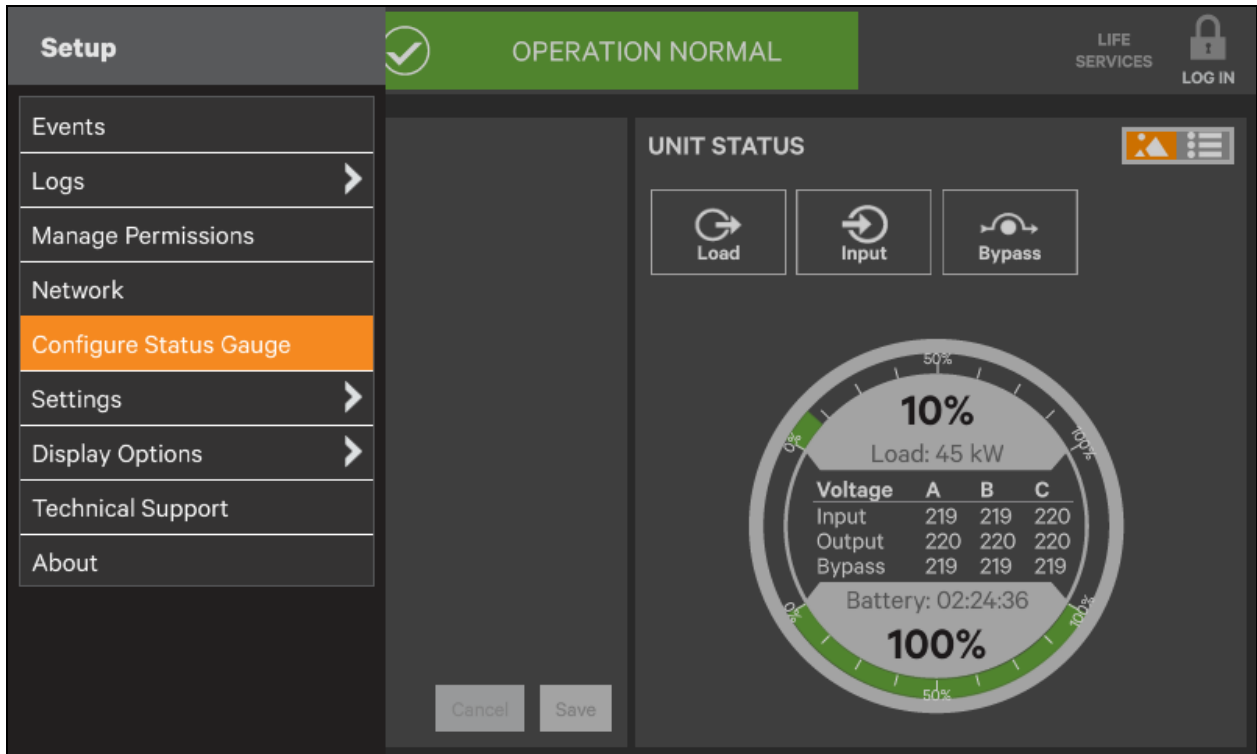 Setup
OPERATION NORMAL
LIFE
SERVICES
LOG IN
Events
Logs
Manage Permissions
Network
Configure Status Gauge
Settings
Display Options
Technical Support
About
Cancel
Save
UNIT STATUS
Load
Input
Bypass
50%
0%
100%
10%
Load: 45 kW
Voltage A B C
Input 219 219 220
Output 220 220 220
Bypass 219 219 219
Battery: 02:24:36
0%
100%
100%
50%